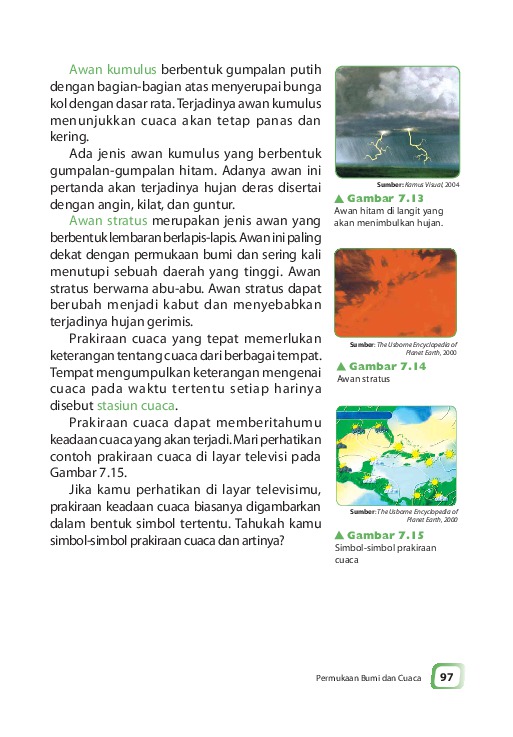 Awan kumulus berbentuk gumpalan putih
dengan bagian-bagian atas menyerupai bunga
kol dengan dasar rata. Terjadinya awan kumulus
menunjukkan cuaca akan tetap panas dan
kering.
Ada jenis awan kumulus yang berbentuk
gumpalan-gumpalan hitam. Adanya awan ini
pertanda akan terjadinya hujan deras disertai
dengan angin, kilat, dan guntur.
Awan stratus merupakan jenis awan yang
berbentuk lembaran berlapis-lapis. Awan ini paling
dekat dengan permukaan bumi dan sering kali
menutupi sebuah daerah yang tinggi. Awan
stratus berwarna abu-abu. Awan stratus dapat
berubah menjadi kabut dan menyebabkan
terjadinya hujan gerimis.
Prakiraan cuaca yang tepat memerlukan
keterangan tentang cuaca dari berbagai tempat.
Tempat mengumpulkan keterangan mengenai
cuaca pada waktu tertentu setiap harinya
disebut stasiun cuaca.
Prakiraan cuaca dapat memberitahumu
keadaan cuaca yang akan terjadi. Mari perhatikan
contoh prakiraan cuaca di layar televisi pada
Gambar 7.15.
Jika kamu perhatikan di layar televisimu,
prakiraan keadaan cuaca biasanya digambarkan
dalam bentuk simbol tertentu. Tahukah kamu
simbol-simbol prakiraan cuaca dan artinya?
Sumber: Kamus Visual, 2004
Gambar 7.13
Awan hitam di langit yang
akan menimbulkan hujan.
Sumber: The Usborne Encyclopedia of
Planet Earth, 2000
Gambar 7.14
Awan stratus
Sumber: The Usborne Encyclopedia of
Planet Earth, 2000
Gambar 7.15
Simbol-simbol prakiraan
cuaca
Permukaan Bumi dan Cuaca 97